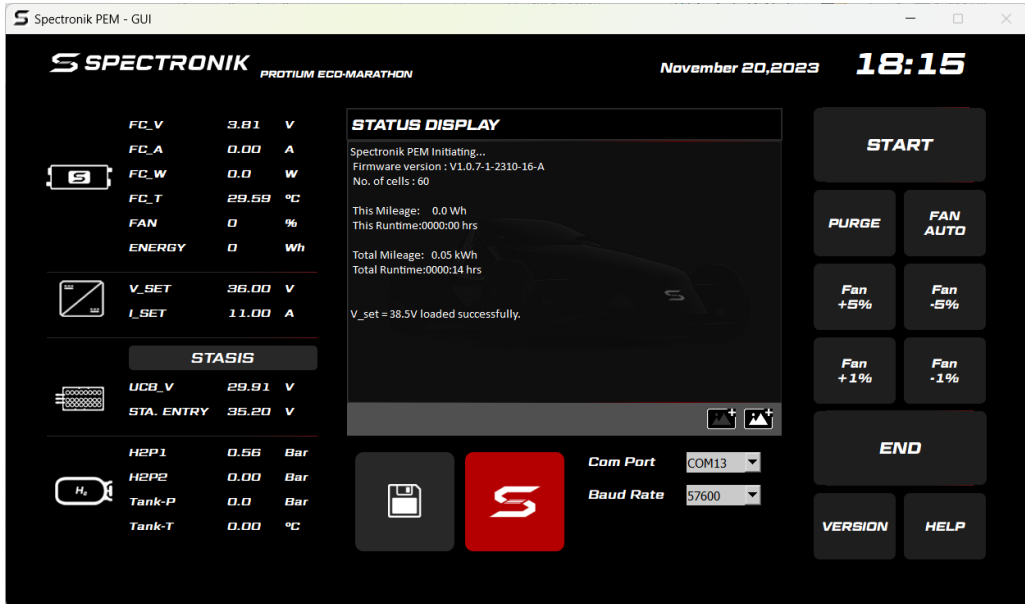 Spectronik PEM - GUI
SPECTRONIK PROTIUM ECO-MARATHON
November 20,2023
18:15
FC_V 3.81 V
FC_A 0.00 A
FC_W 0.0 W
FC_T 29.59 ºC
FAN 0 %
ENERGY 0 Wh
V_SET 36.00 V
I_SET 11.00 A
STASIS
UCB_V 29.91 V
STA. ENTRY 35.20 V
H2P1 0.56 Bar
H2P2 0.00 Bar
Tank-P 0.0 Bar
Tank-T 0.00 ºC
H₂
STATUS DISPLAY
Spectronik PEM Initiating...
Firmware version : V1.0.7-1-2310-16-A
No. of cells : 60
This Mileage: 0.0 Wh
This Runtime:0000:00 hrs
Total Mileage: 0.05 kWh
Total Runtime:0000:14 hrs
V_set = 38.5V loaded successfully.
Com Port COM13
Baud Rate 57600
START
PURGE
FAN
AUTO
Fan
+5%
Fan
-5%
Fan
+1%
Fan
-1%
END
VERSION
HELP